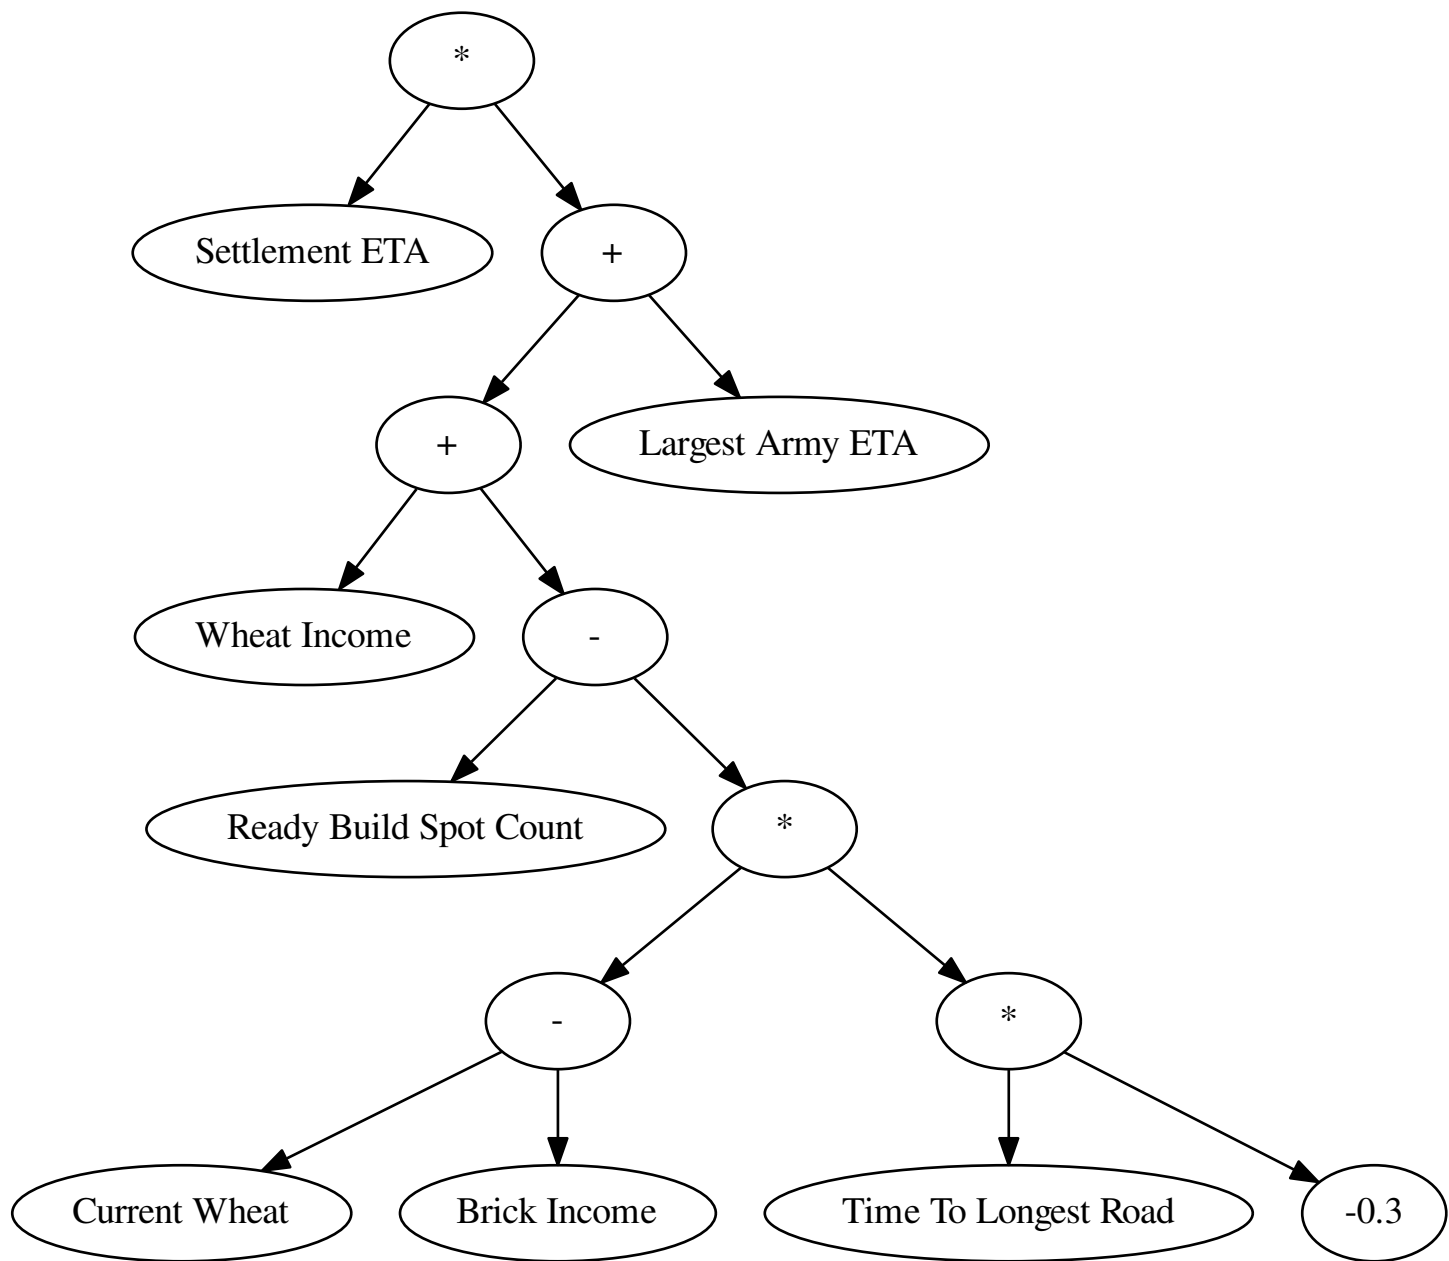 *
Settlement ETA
+
+
Largest Army ETA
Wheat Income
-
Ready Build Spot Count
*
-
*
Current Wheat
Brick Income
Time To Longest Road
-0.3